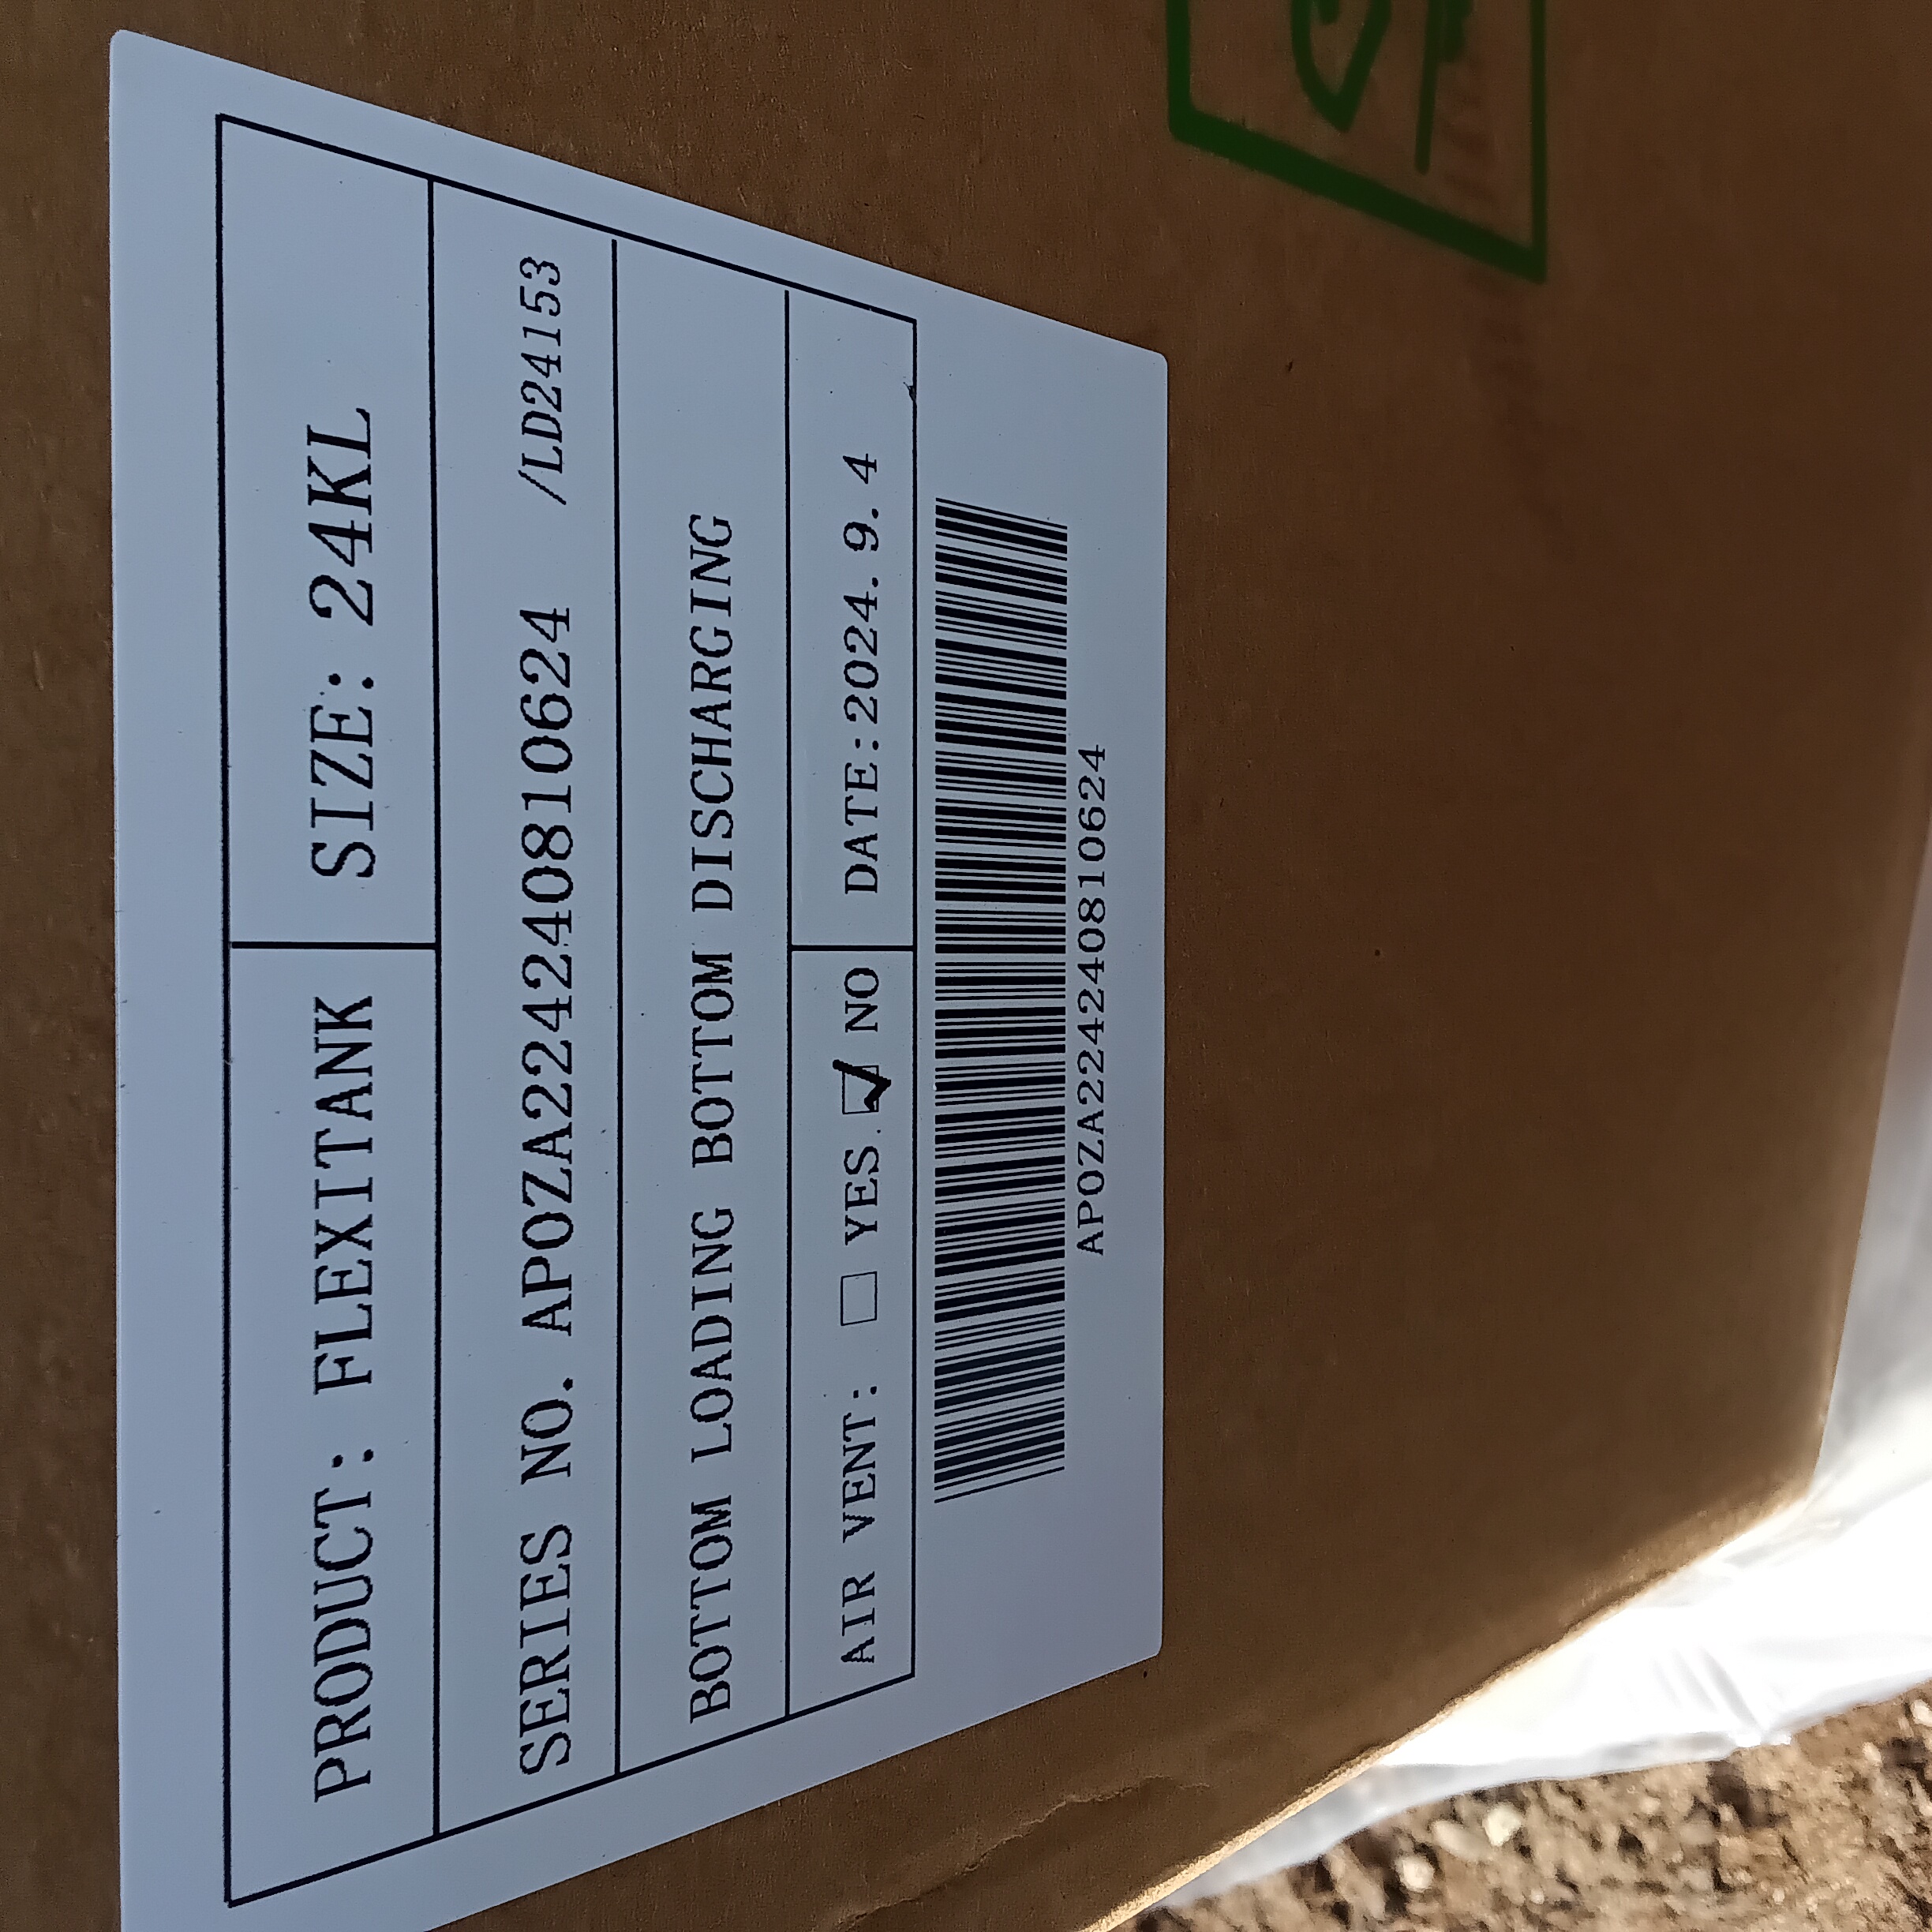 PRODUCT: FLEXITANK SIZE: 24KL
SERIES NO. APOZA224240810624 /LD24153
BOTTOM LOADING BOTTOM DISCHARGING
AIR VENT: YES NO DATE:2024. 9. 4
APOZA224240810624